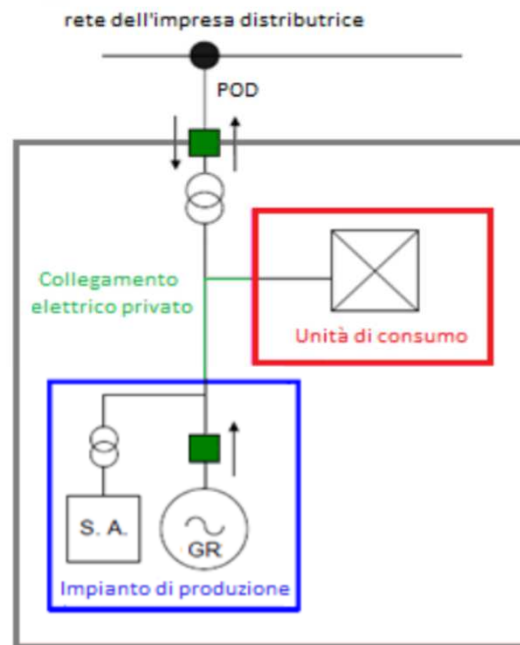 rete dell'impresa distributrice
POD
Collegamento
elettrico privato
Unità di consumo
S. A.
GR
Impianto di produzione